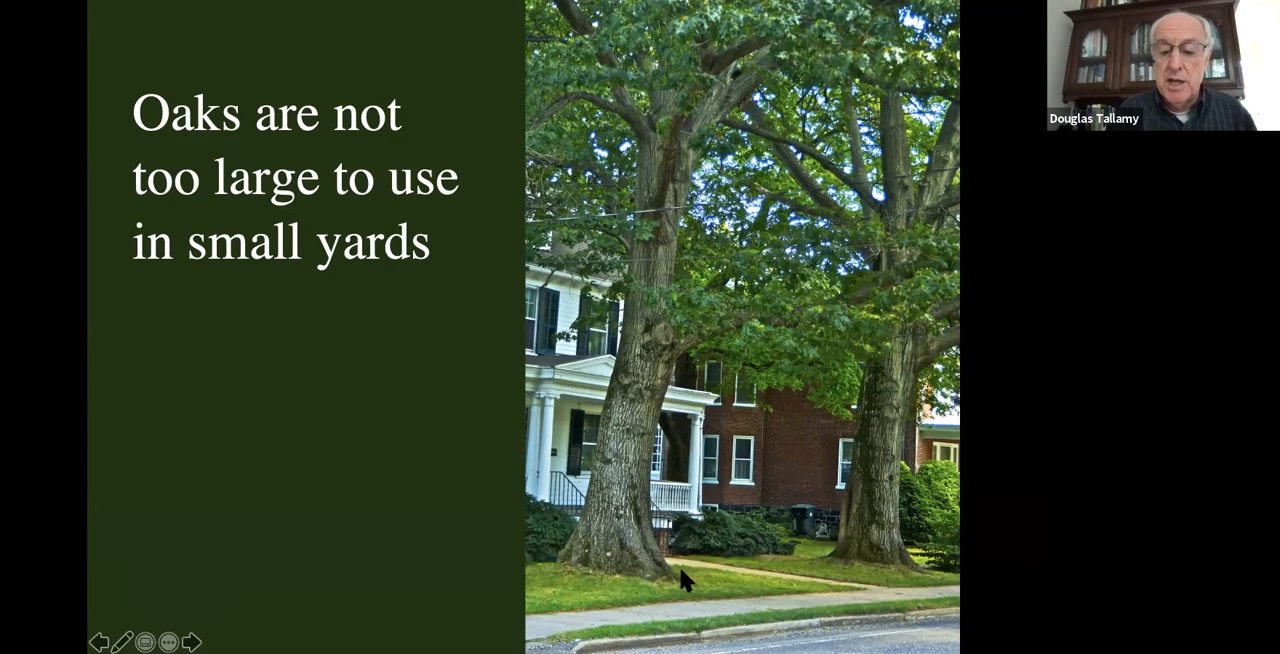 Oaks are not
too large to use
in small yards
Douglas Tallamy